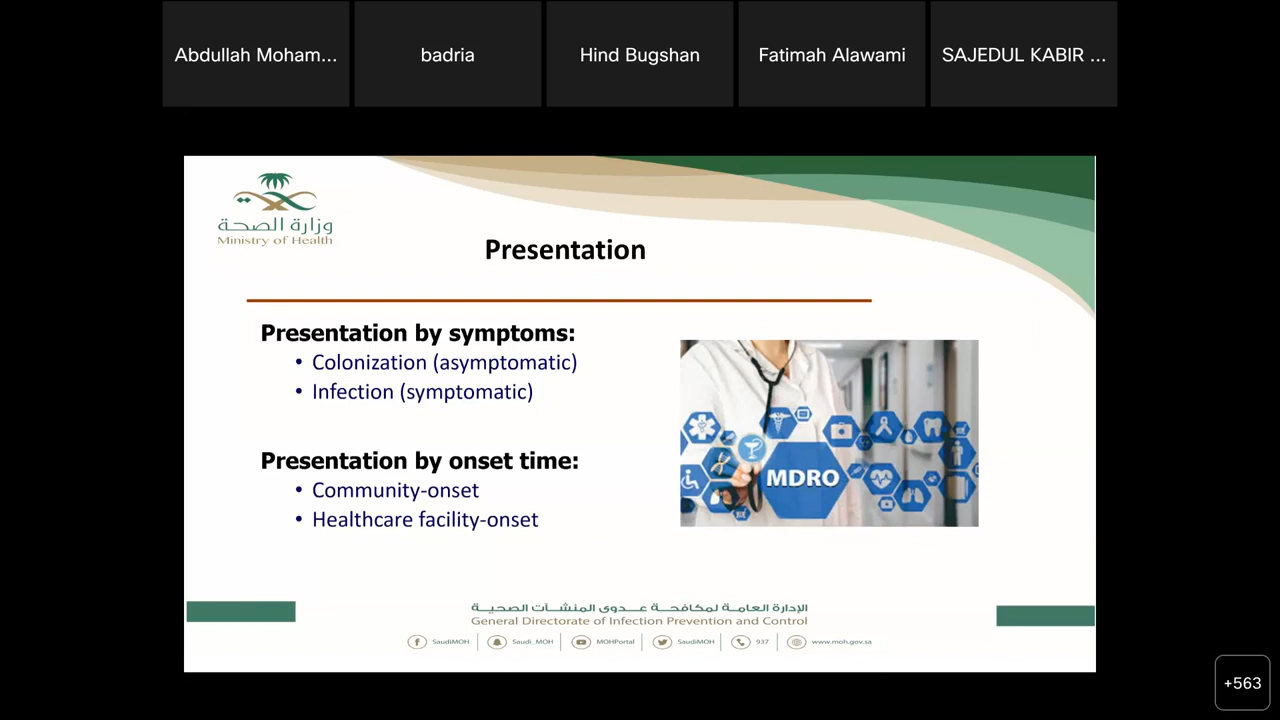 Abdullah Moham...
badria
Hind Bugshan
Fatimah Alawami
SAJEDUL KABIR ...
وزارة الصحة
Ministry of Health
Presentation
Presentation by symptoms:
• Colonization (asymptomatic)
• Infection (symptomatic)
Presentation by onset time:
• Community-onset
• Healthcare facility-onset
MDRO
الإدارة العامة لمكافحة عدوى المنشآت الصحية
General Directorate of Infection Prevention and Control
SaudiMOH
Saudi_MOH
MOHPortal
SaudiMOH
937
www.moh.gov.sa
+563